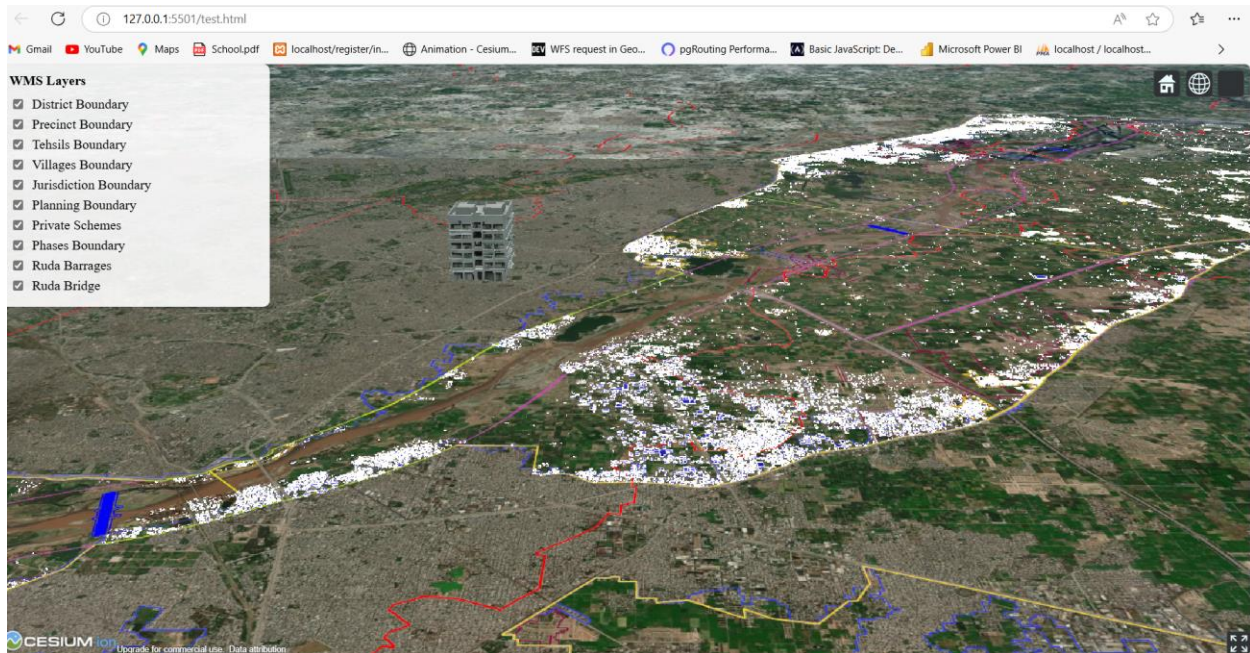 127.0.0.1:5501/test.html
Gmail YouTube Maps School.pdf localhost/register/in... Animation - Cesium... WFS request in Geo... pgRouting Performa... Basic JavaScript: De... Microsoft Power BI localhost / localhost...
WMS Layers
District Boundary
Precinct Boundary
Tehsils Boundary
Villages Boundary
Jurisdiction Boundary
Planning Boundary
Private Schemes
Phases Boundary
Ruda Barrages
Ruda Bridge
CESIUM ion Upgrade for commercial use Data attribution